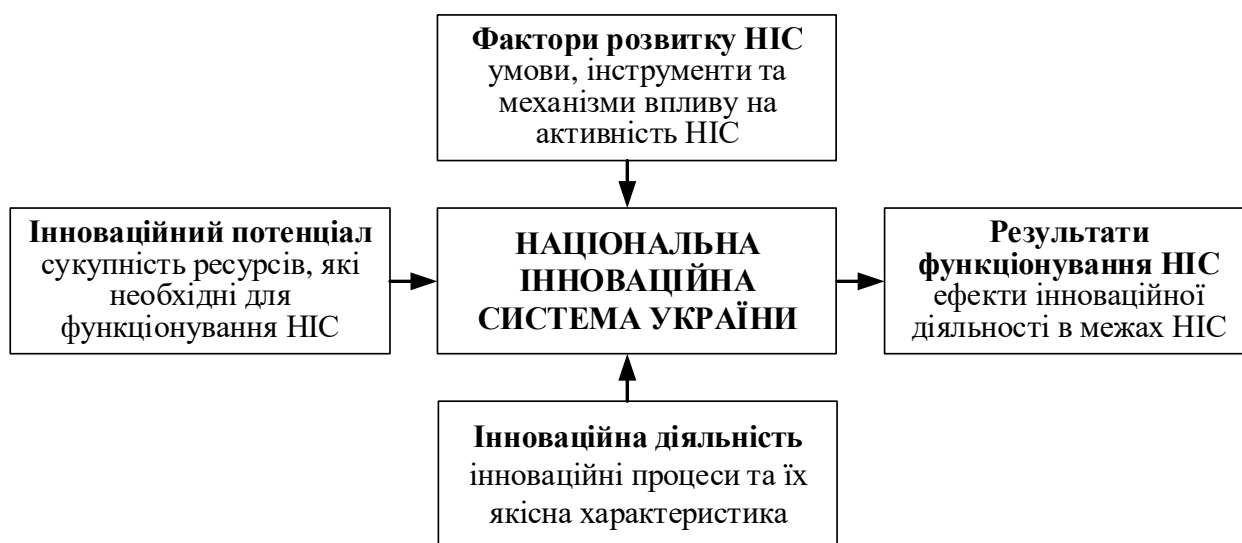 Фактори розвитку НІС
умови, інструменти та
механізми впливу на
активність НІС
Інноваційний потенціал
сукупність ресурсів, які
необхідні для
функціонування НІС
НАЦІОНАЛЬНА
ІННОВАЦІЙНА
СИСТЕМА УКРАЇНИ
Результати
функціонування НІС
ефекти інноваційної
діяльності в межах НІС
Інноваційна діяльність
інноваційні процеси та їх
якісна характеристика